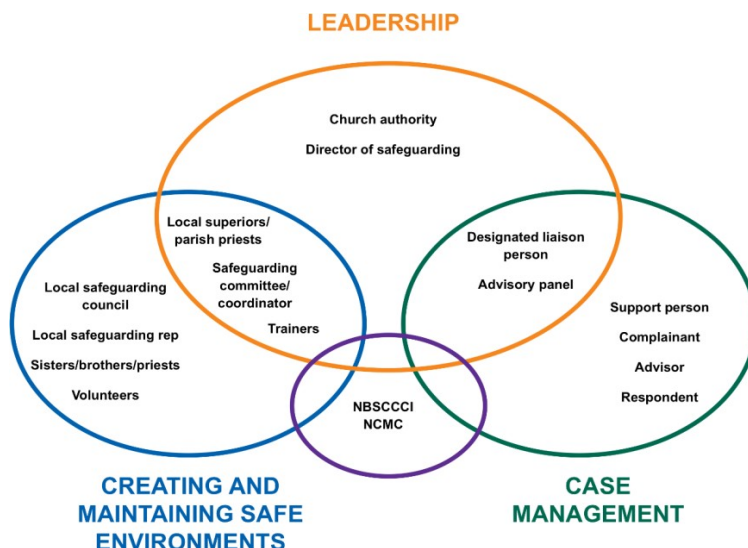 LEADERSHIP
Church authority
Director of safeguarding
Local superiors/
parish priests
Safeguarding
committee/
coordinator
Trainers
Designated liaison
person
Advisory panel
Local safeguarding
council
Local safeguarding rep
Sisters/brothers/priests
Volunteers
Support person
Complainant
Advisor
Respondent
NBSCCCI
NCMC
CREATING AND
MAINTAINING SAFE
ENVIRONMENTS
CASE
MANAGEMENT